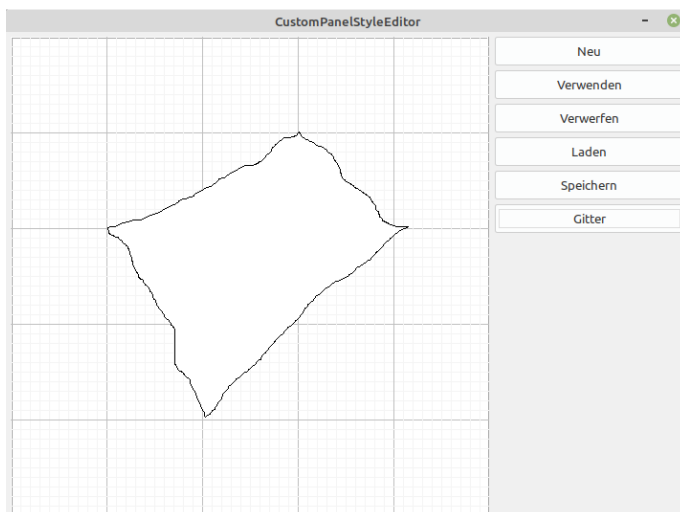 CustomPanelStyleEditor
Neu
Verwenden
Verwerfen
Laden
Speichern
Gitter